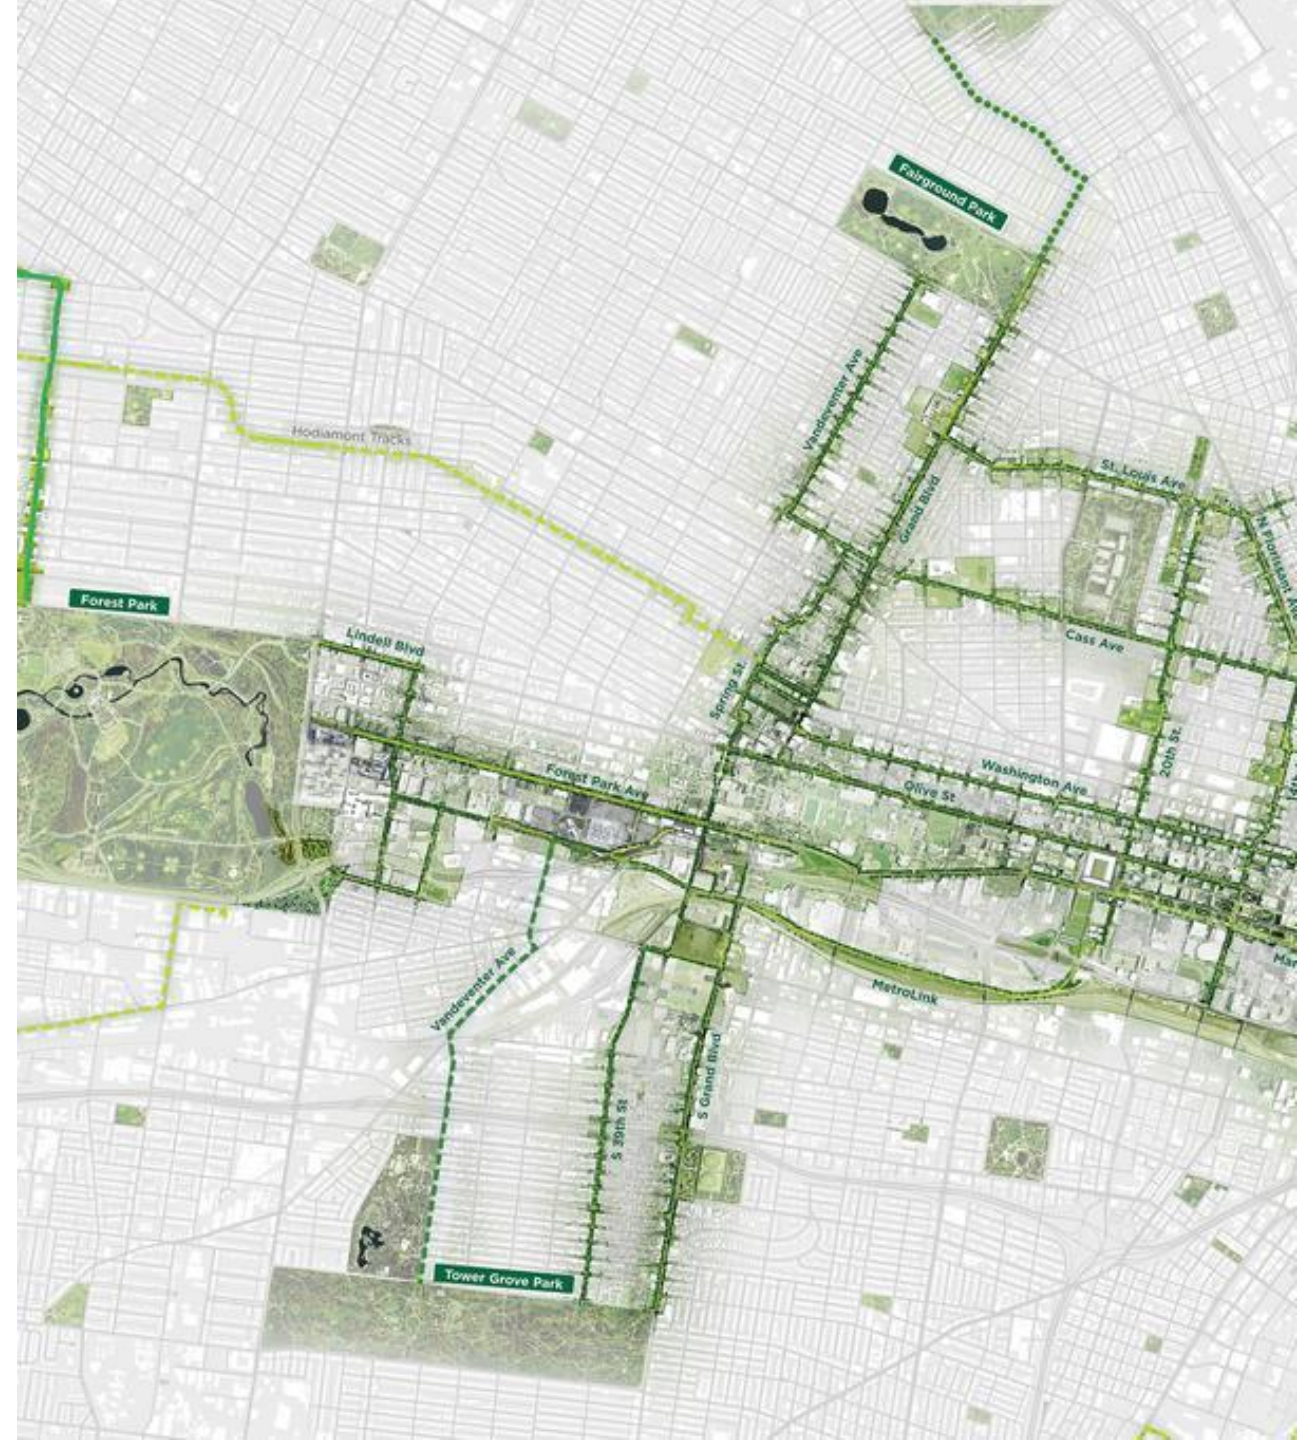 Fairground Park
Vandeventer Ave
Hodiamont Tracks
St. Louis Ave
Grand Blvd
N Florissant
Forest Park
Lindell Blvd
Cass Ave
Spring St.
20th St.
14th
Washington Ave
Forest Park Ave
Olive St
Vandeventer Ave
Mar
MetroLink
S Grand Blvd
S 39th St
Tower Grove Park